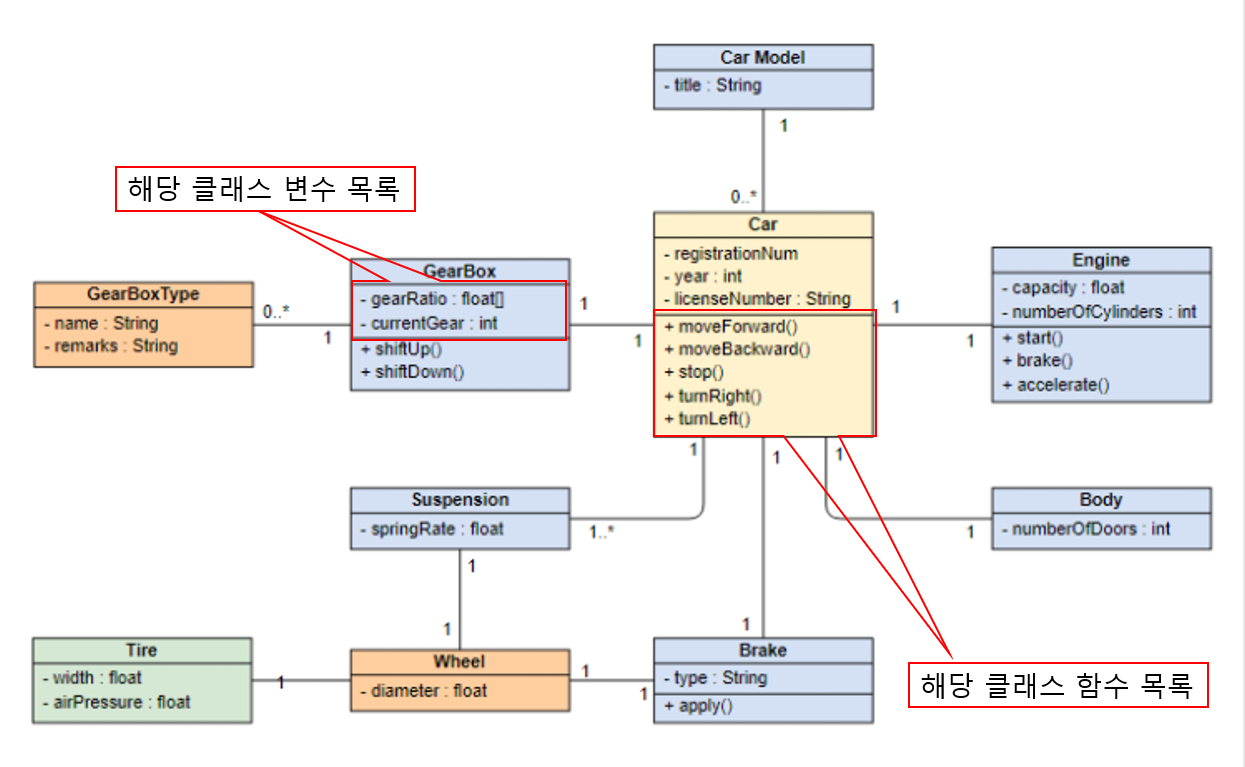 Car Model
- title : String
1
0..*
해당 클래스 변수 목록
Car
- registrationNum
- year : int
- licenseNumber : String
+ moveForward()
+ moveBackward()
+ stop()
+ turnRight()
+ turnLeft()
GearBoxType
- name : String
- remarks : String
0..*
1
GearBox
- gearRatio : float[]
- currentGear : int
+ shiftUp()
+ shiftDown()
1
1
Engine
- capacity : float
- numberOfCylinders : int
+ start()
+ brake()
+ accelerate()
1
1
1
1
1
Suspension
- springRate : float
1..*
1
1
Body
- numberOfDoors : int
1
1
Tire
- width : float
- airPressure : float
1
Wheel
- diameter : float
1
1
Brake
- type : String
+ apply()
해당 클래스 함수 목록